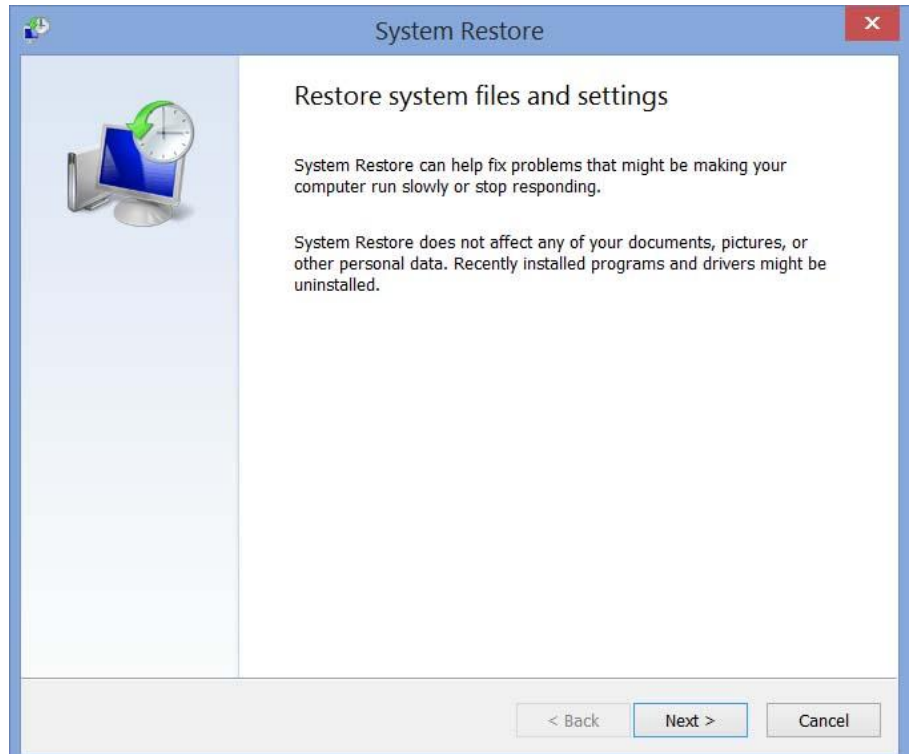 System Restore
Restore system files and settings
System Restore can help fix problems that might be making your
computer run slowly or stop responding.
System Restore does not affect any of your documents, pictures, or
other personal data. Recently installed programs and drivers might be
uninstalled.
< Back Next > Cancel